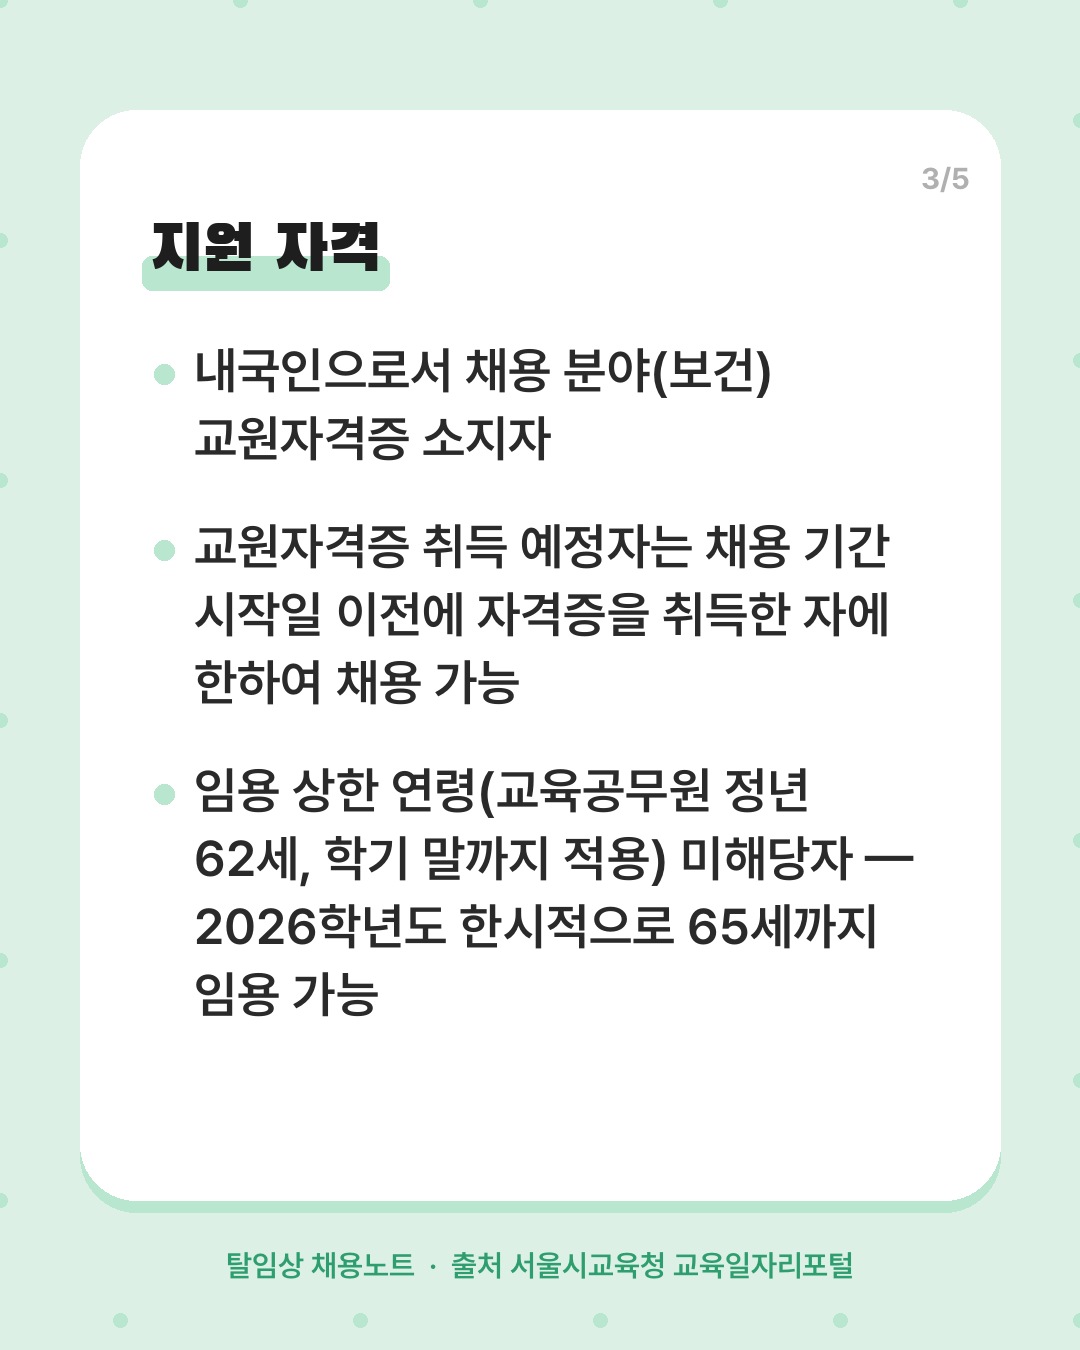 3/5
지원 자격
내국인으로서 채용 분야(보건)
교원자격증 소지자
교원자격증 취득 예정자는 채용 기간
시작일 이전에 자격증을 취득한 자에
한하여 채용 가능
임용 상한 연령(교육공무원 정년
62세, 학기 말까지 적용) 미해당자 —
2026학년도 한시적으로 65세까지
임용 가능
탈임상 채용노트 · 출처 서울시교육청 교육일자리포털